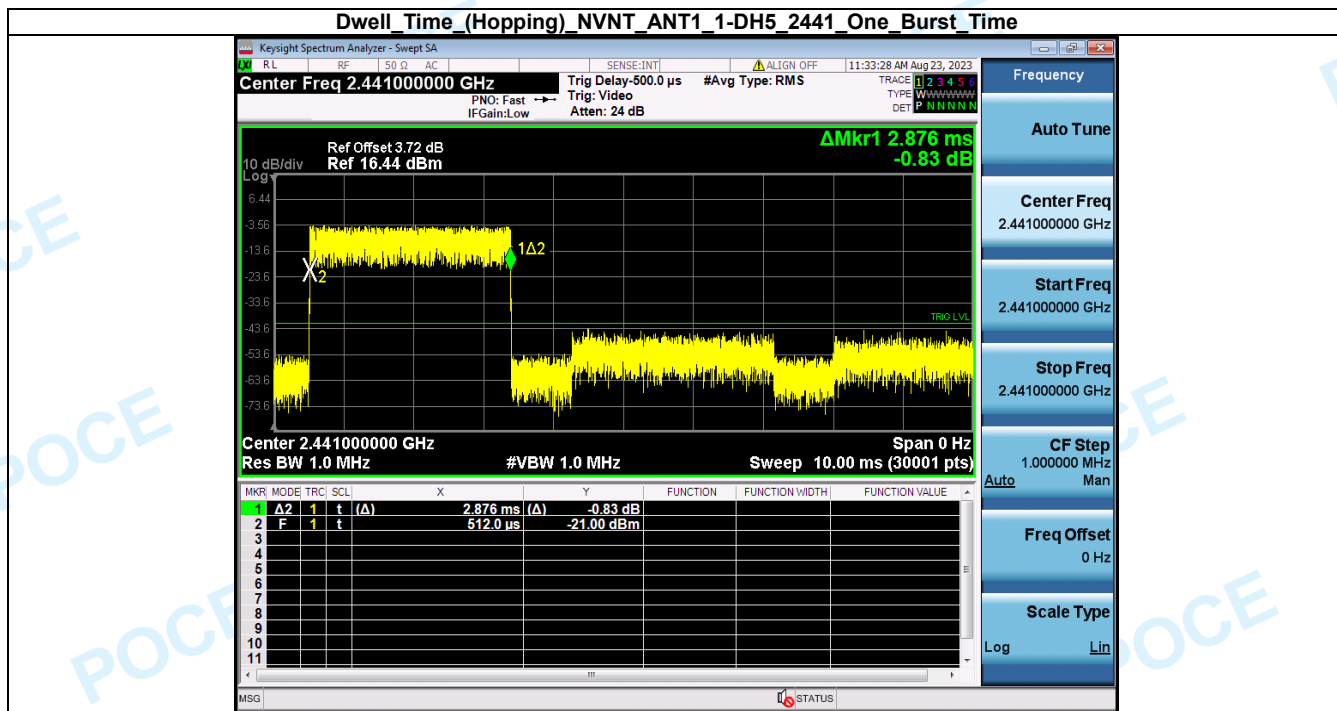 Dwell_Time_(Hopping)_NVNT_ANT1_1-DH5_2441_One_Burst_Time
Keysight Spectrum Analyzer - Swept SA
LXI RL RF 50 Ω AC SENSE:INT ALIGN OFF 11:33:28 AM Aug 23, 2023
Center Freq 2.441000000 GHz
PNO: Fast
IFGain:Low
Trig Delay-500.0 µs
Trig: Video
Atten: 24 dB
#Avg Type: RMS
TRACE 1 2 3 4 5 6
TYPE WWWWWW
DET P N N N N N
ΔMkr1 2.876 ms
-0.83 dB
Ref Offset 3.72 dB
10 dB/div Ref 16.44 dBm
Log
6.44
-3.56
-13.6
-23.6
-33.6
-43.6
-53.6
-63.6
-73.6
1Δ2
2
TRIG LVL
Center 2.441000000 GHz Span 0 Hz
Res BW 1.0 MHz #VBW 1.0 MHz Sweep 10.00 ms (30001 pts)
MKR MODE TRC SCL X Y FUNCTION FUNCTION WIDTH FUNCTION VALUE
1 Δ2 1 t (Δ) 2.876 ms (Δ) -0.83 dB
2 F 1 t 512.0 µs -21.00 dBm
3
4
5
6
7
8
9
10
11
MSG STATUS
Frequency
Auto Tune
Center Freq
2.441000000 GHz
Start Freq
2.441000000 GHz
Stop Freq
2.441000000 GHz
CF Step
1.000000 MHz
Auto Man
Freq Offset
0 Hz
Scale Type
Log Lin
CE
POCE
POCE
CE
POCE